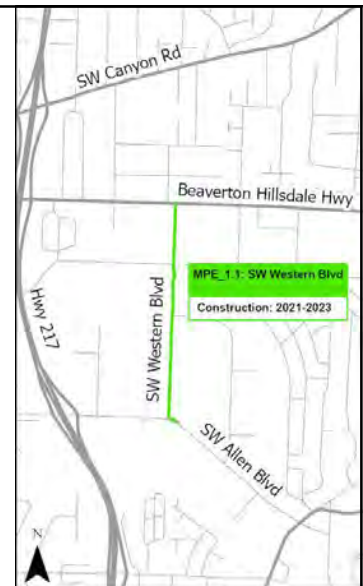 SW Canyon Rd
Beaverton Hillsdale Hwy
MPE_1.1: SW Western Blvd
Construction: 2021-2023
Hwy 217
SW Western Blvd
SW Allen Blvd
N